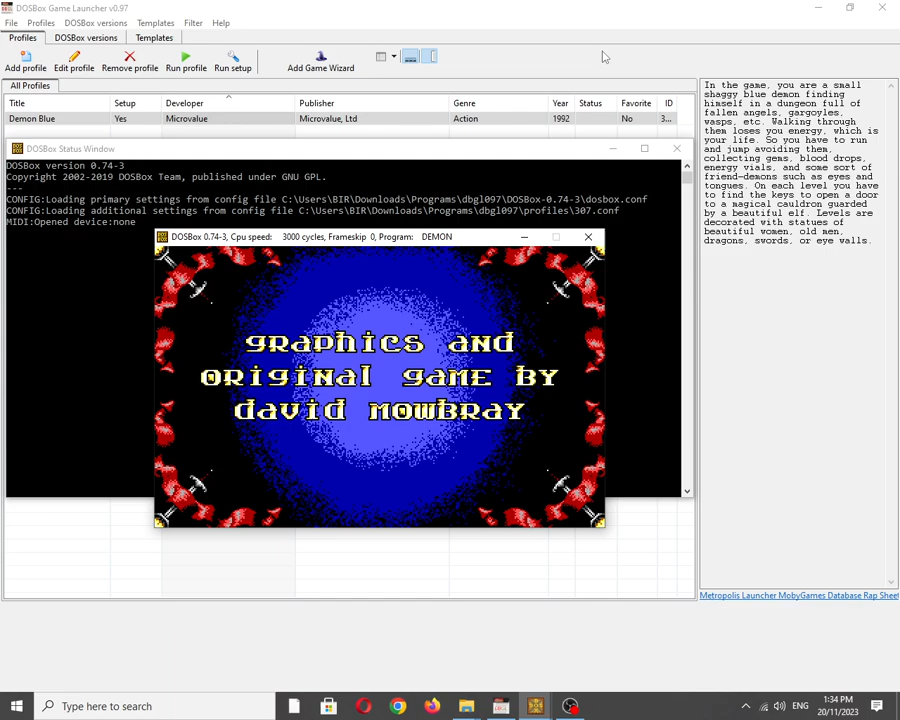 DOSBox Game Launcher v0.97
File Profiles DOSBox versions Templates Filter Help
Profiles DOSBox versions Templates
Add profile Edit profile Remove profile Run profile Run setup Add Game Wizard
All Profiles
Title Setup Developer Publisher Genre Year Status Favorite ID
Demon Blue Yes Microvalue Microvalue, Ltd Action 1992 No 3...
DOSBox Status Window
DOSBox version 0.74-3
Copyright 2002-2019 DOSBox Team, published under GNU GPL.
---
CONFIG:Loading primary settings from config file C:\Users\BIR\Downloads\Programs\dbgl097\DOSBox-0.74-3\dosbox.conf
CONFIG:Loading additional settings from config file C:\Users\BIR\Downloads\Programs\dbgl097\profiles\307.conf
MIDI:Opened device:none
DOSBox 0.74-3, Cpu speed: 3000 cycles, Frameskip 0, Program: DEMON
graphics and
original game by
david mowbray
In the game, you are a small
shaggy blue demon finding
himself in a dungeon full of
fallen angels, gargoyles,
wasps, etc. Walking through
them loses you energy, which is
your life. So you have to run
and jump avoiding them,
collecting gems, blood drops,
energy vials, and some sort of
friend-demons such as eyes and
tongues. On each level you have
to find the keys to open a door
to a magical cauldron guarded
by a beautiful elf. Levels are
decorated with statues of
beautiful women, old men,
dragons, swords, or eye walls.
Metropolis Launcher MobyGames Database Rap Sheet
Type here to search
ENG
1:34 PM
20/11/2023